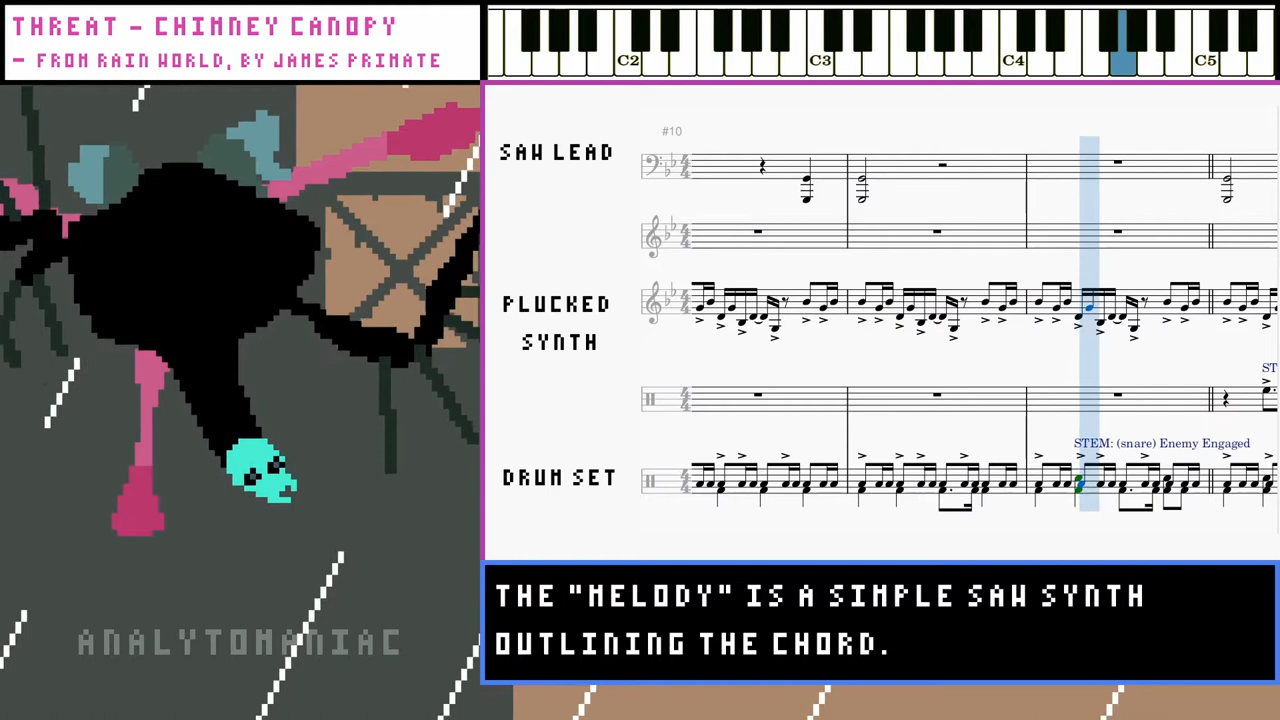 THREAT - CHIMNEY CANOPY
- FROM RAIN WORLD, BY JAMES PRIMATE
C2 C3 C4 C5
#10
SAW LEAD
PLUCKED
SYNTH
ST
STEM: (snare) Enemy Engaged
DRUM SET
THE "MELODY" IS A SIMPLE SAW SYNTH
OUTLINING THE CHORD.
ANALYTOMANIAC